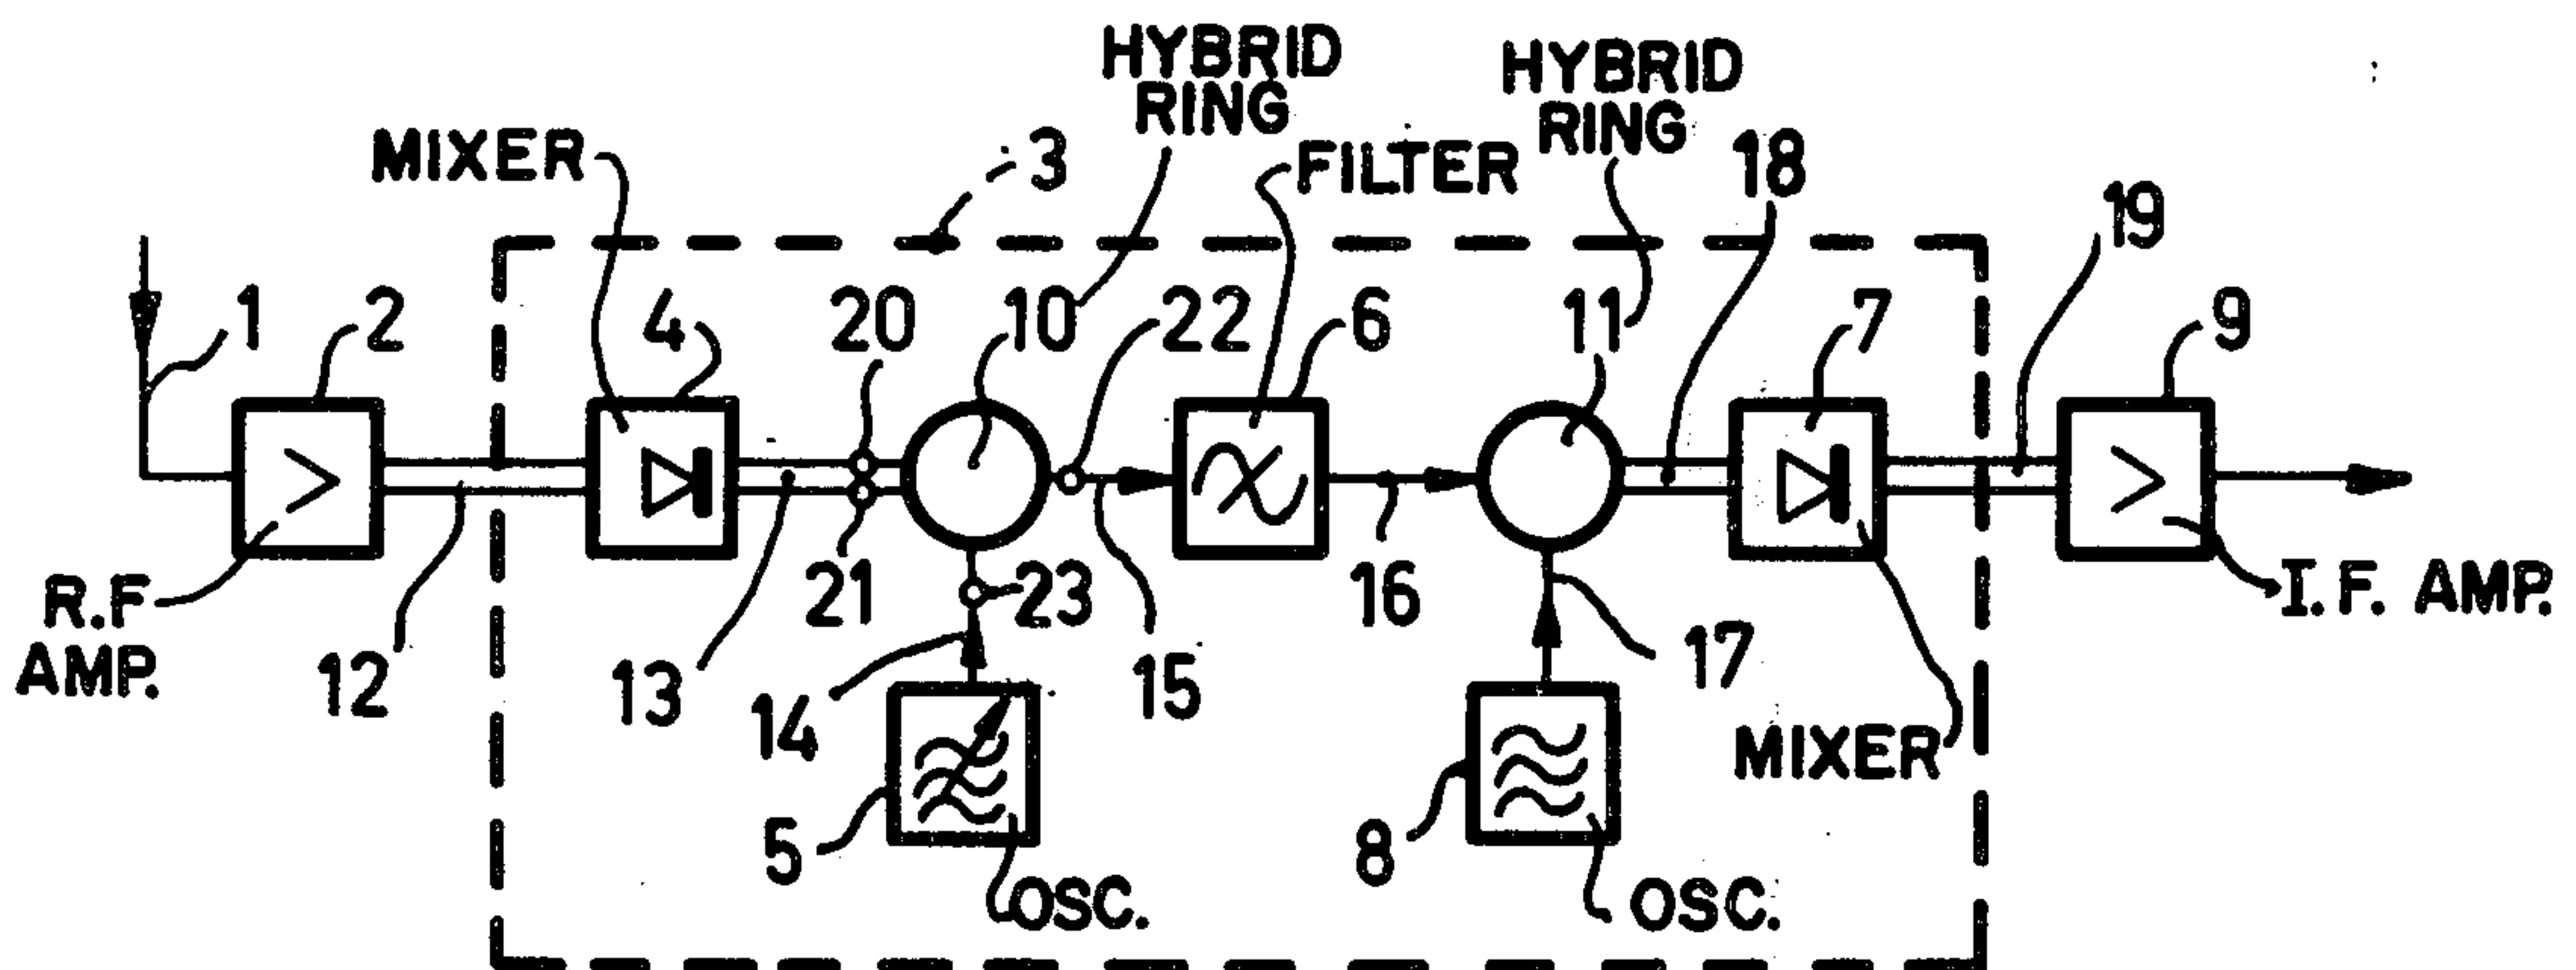 HYBRID
RING
HYBRID
RING
MIXER
3
FILTER
18
19
1
2
4
20
10
22
6
11
7
9
R.F
AMP.
12
13
21
23
14
15
16
17
I.F. AMP.
MIXER
5
8
OSC.
OSC.